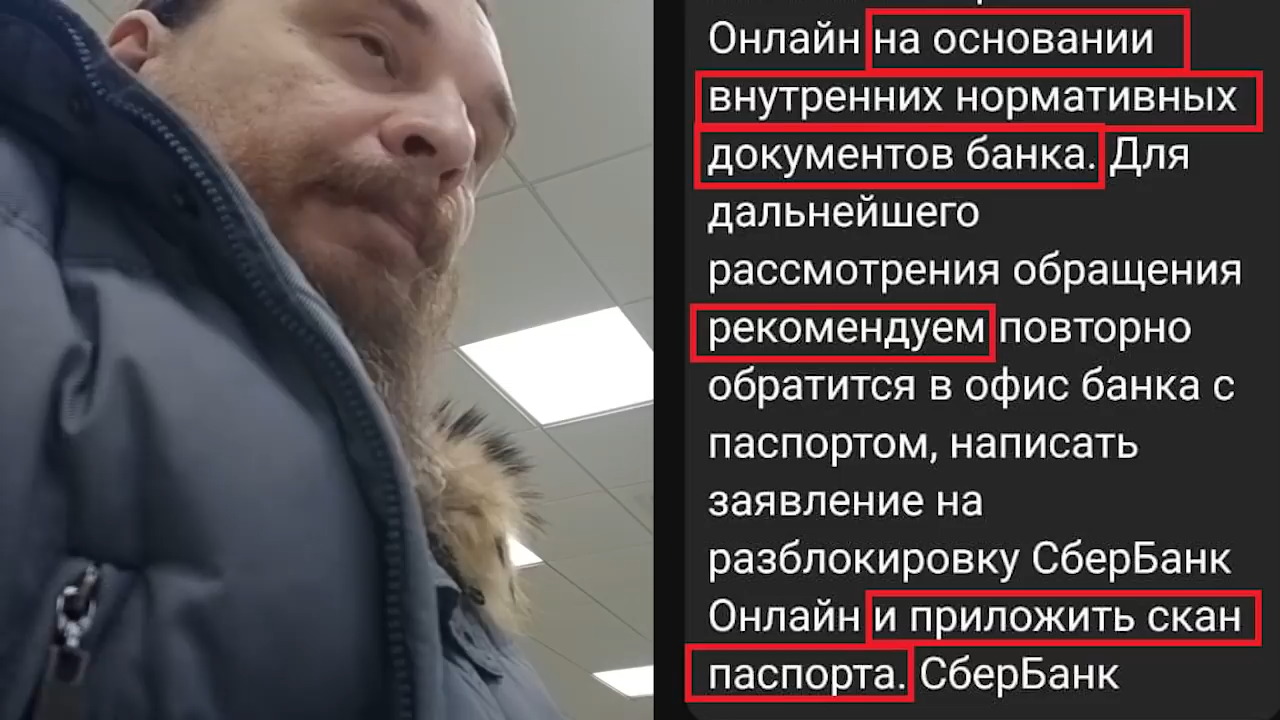 Онлайн на основании
внутренних нормативных
документов банка. Для
дальнейшего
рассмотрения обращения
рекомендуем повторно
обратится в офис банка с
паспортом, написать
заявление на
разблокировку СберБанк
Онлайн и приложить скан
паспорта. СберБанк